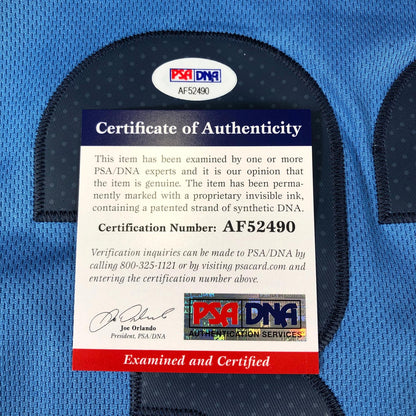 PSA DNA
AF52490
Certificate of Authenticity
This item has been examined by one or more
PSA/DNA experts and it is our opinion that
the item is genuine. The item has been perma-
nently marked with a proprietary invisible ink,
containing a patented strand of synthetic DNA.
Certification Number: AF52490
Verification inquiries can be made to PSA/DNA by
calling 800-325-1121 or by visiting psacard.com and
entering the certification number above.
Joe Orlando
President, PSA/DNA
PSA DNA
AUTHENTICATION SERVICES
Examined and Certified